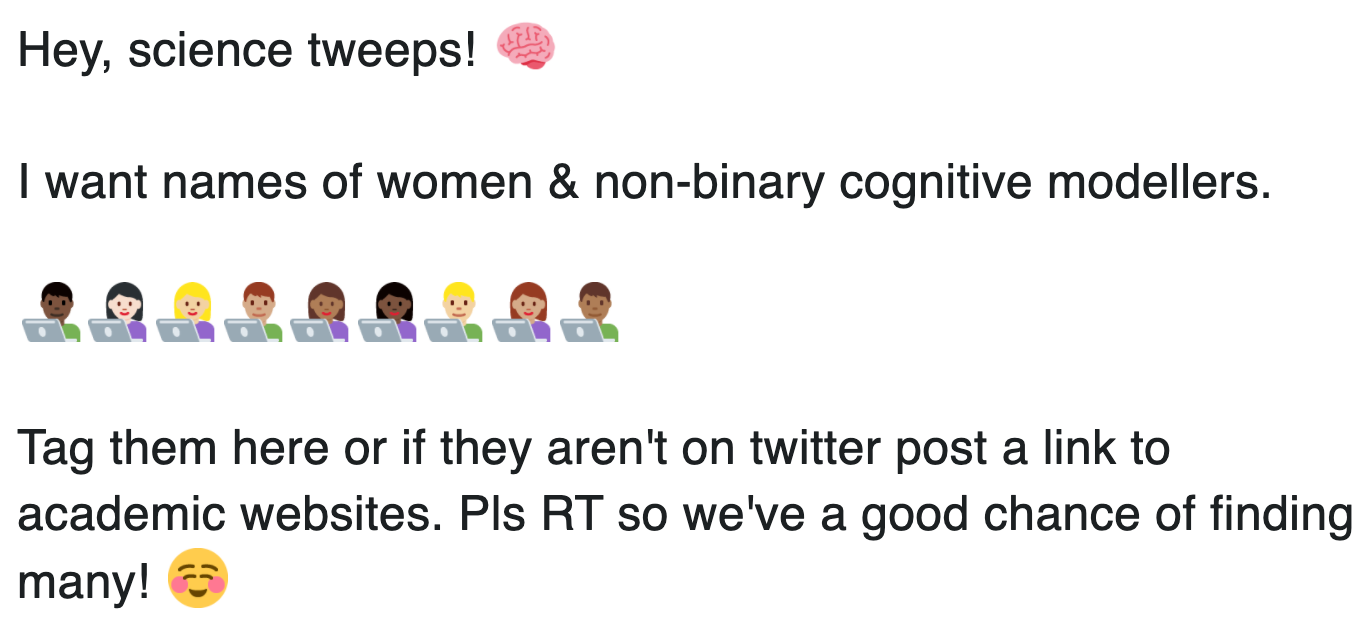 Hey, science tweeps! 🧠
I want names of women & non-binary cognitive modellers.
👨🏿‍💻👩🏻‍💻👩🏼‍💻👨🏽‍💻👩🏾‍💻👩🏿‍💻👨🏼‍💻👩🏽‍💻👨🏾‍💻
Tag them here or if they aren't on twitter post a link to
academic websites. Pls RT so we've a good chance of finding
many! ☺️